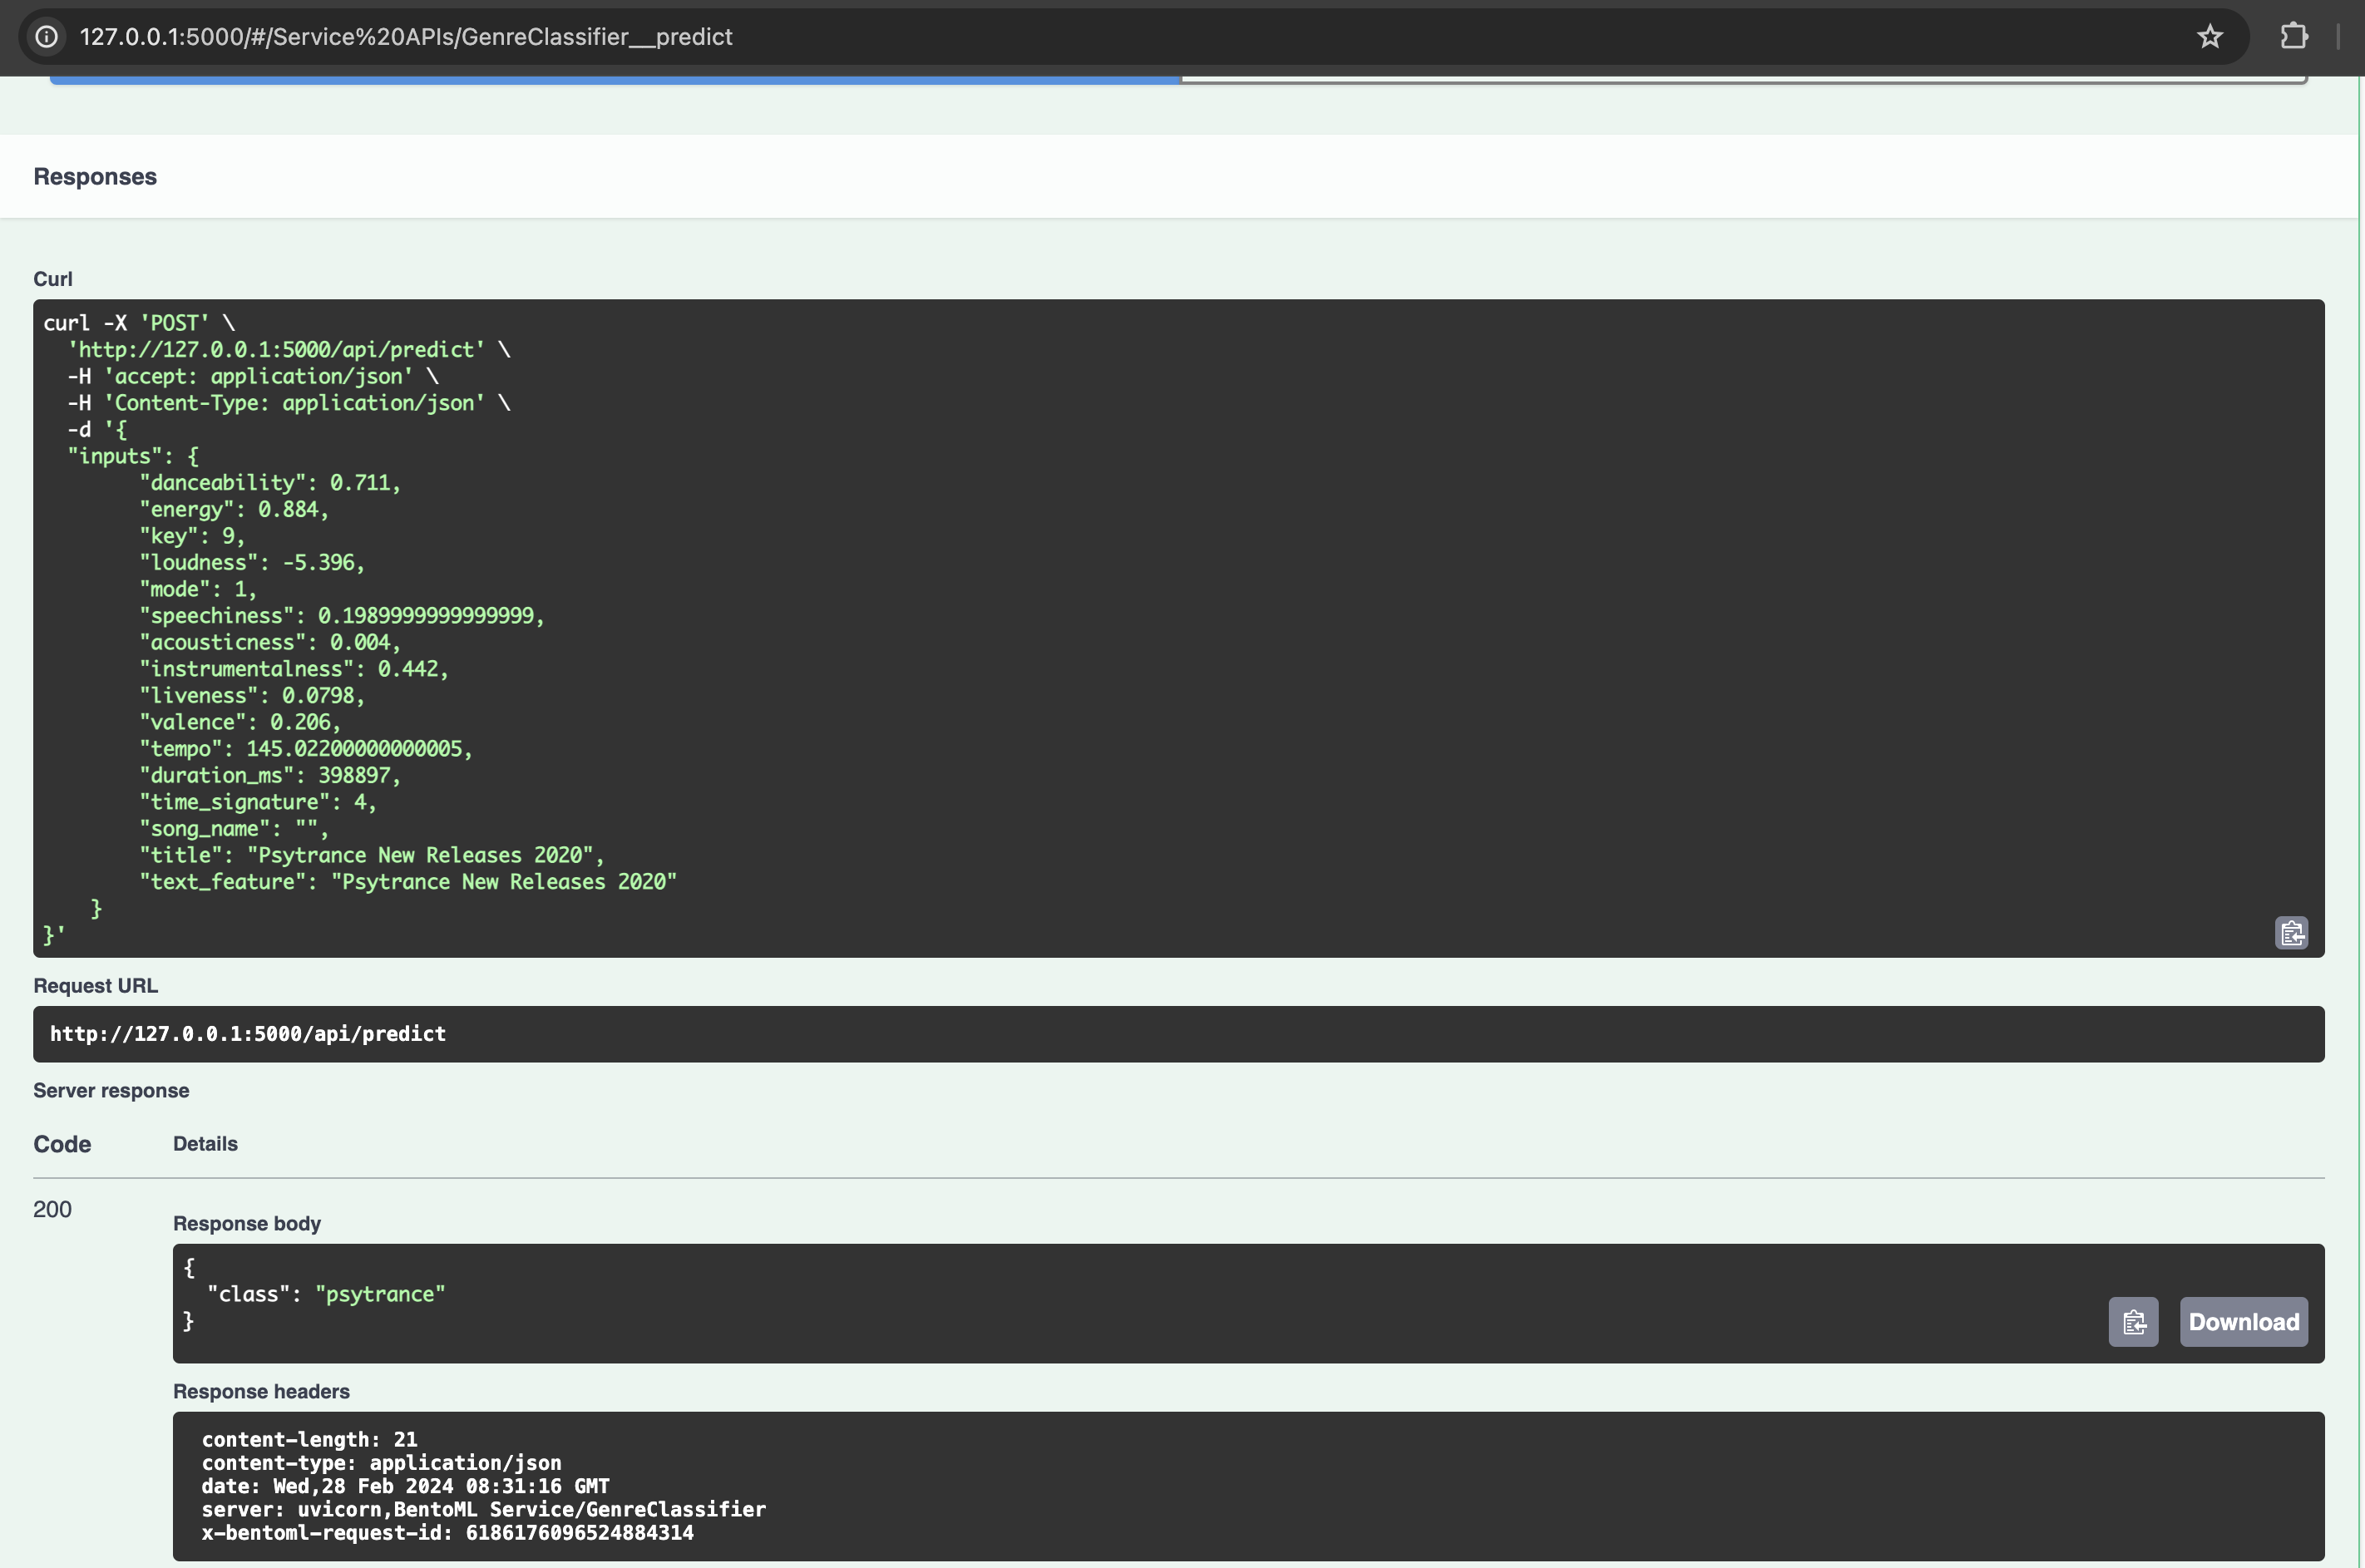 127.0.0.1:5000/#/Service%20APIs/GenreClassifier__predict
Responses
Curl
curl -X 'POST' \
  'http://127.0.0.1:5000/api/predict' \
  -H 'accept: application/json' \
  -H 'Content-Type: application/json' \
  -d '{
  "inputs": {
        "danceability": 0.711,
        "energy": 0.884,
        "key": 9,
        "loudness": -5.396,
        "mode": 1,
        "speechiness": 0.1989999999999999,
        "acousticness": 0.004,
        "instrumentalness": 0.442,
        "liveness": 0.0798,
        "valence": 0.206,
        "tempo": 145.02200000000005,
        "duration_ms": 398897,
        "time_signature": 4,
        "song_name": "",
        "title": "Psytrance New Releases 2020",
        "text_feature": "Psytrance New Releases 2020"
    }
}'
Request URL
http://127.0.0.1:5000/api/predict
Server response
Code Details
200
Response body
{
  "class": "psytrance"
}
Download
Response headers
content-length: 21
content-type: application/json
date: Wed,28 Feb 2024 08:31:16 GMT
server: uvicorn,BentoML Service/GenreClassifier
x-bentoml-request-id: 6186176096524884314